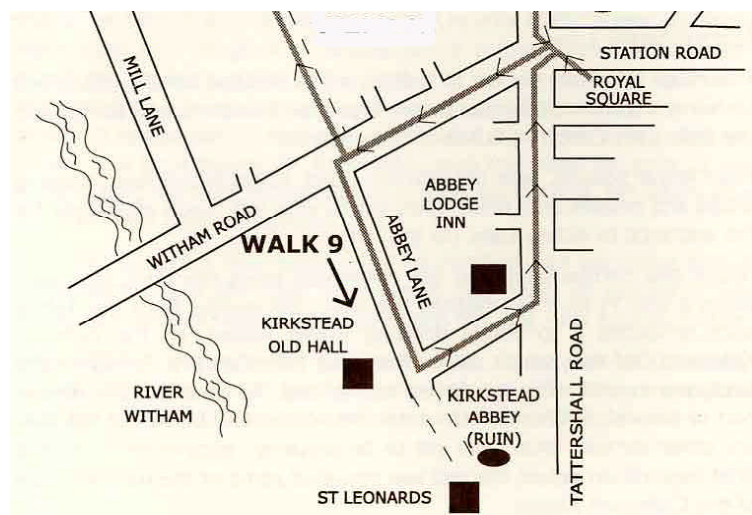 STATION ROAD
ROYAL
SQUARE
MILL LANE
ABBEY
LODGE
INN
WITHAM ROAD
WALK 9
ABBEY LANE
KIRKSTEAD
OLD HALL
RIVER
WITHAM
KIRKSTEAD
ABBEY
(RUIN)
TATTERSHALL ROAD
ST LEONARDS